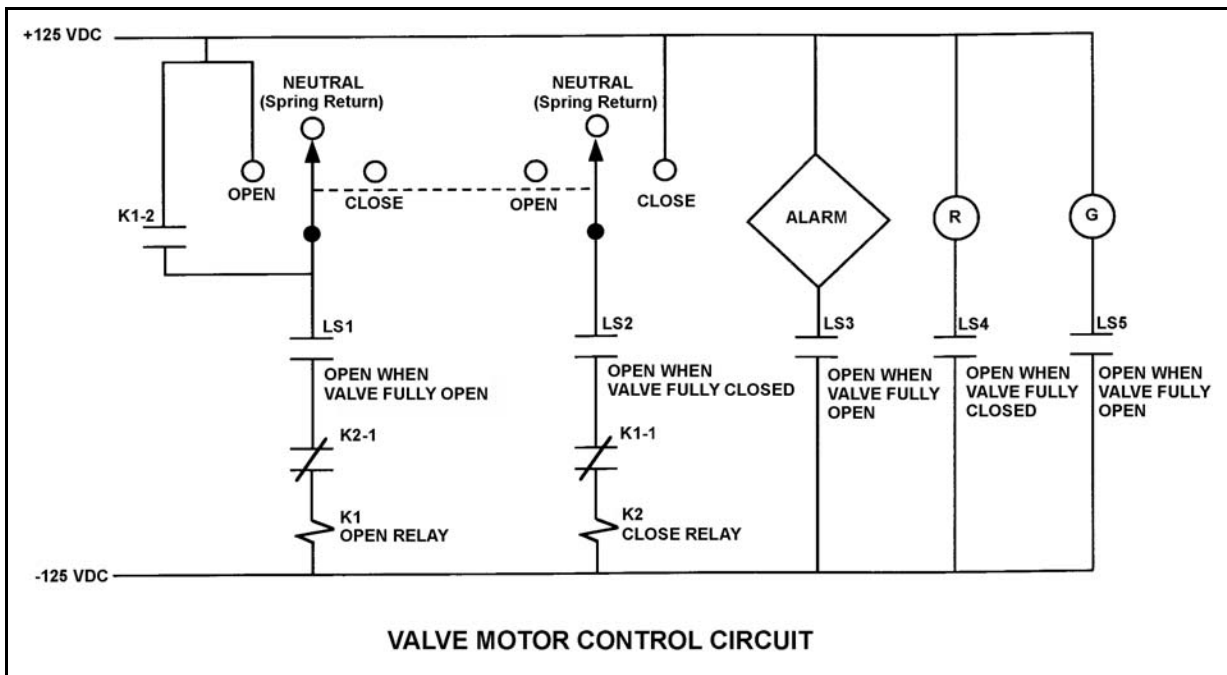 +125 VDC
NEUTRAL
(Spring Return)
NEUTRAL
(Spring Return)
OPEN
CLOSE
OPEN
CLOSE
K1-2
ALARM
R
G
LS1
OPEN WHEN
VALVE FULLY OPEN
LS2
OPEN WHEN
VALVE FULLY CLOSED
LS3
OPEN WHEN
VALVE FULLY
OPEN
LS4
OPEN WHEN
VALVE FULLY
CLOSED
LS5
OPEN WHEN
VALVE FULLY
OPEN
K2-1
K1-1
K1
OPEN RELAY
K2
CLOSE RELAY
-125 VDC
VALVE MOTOR CONTROL CIRCUIT